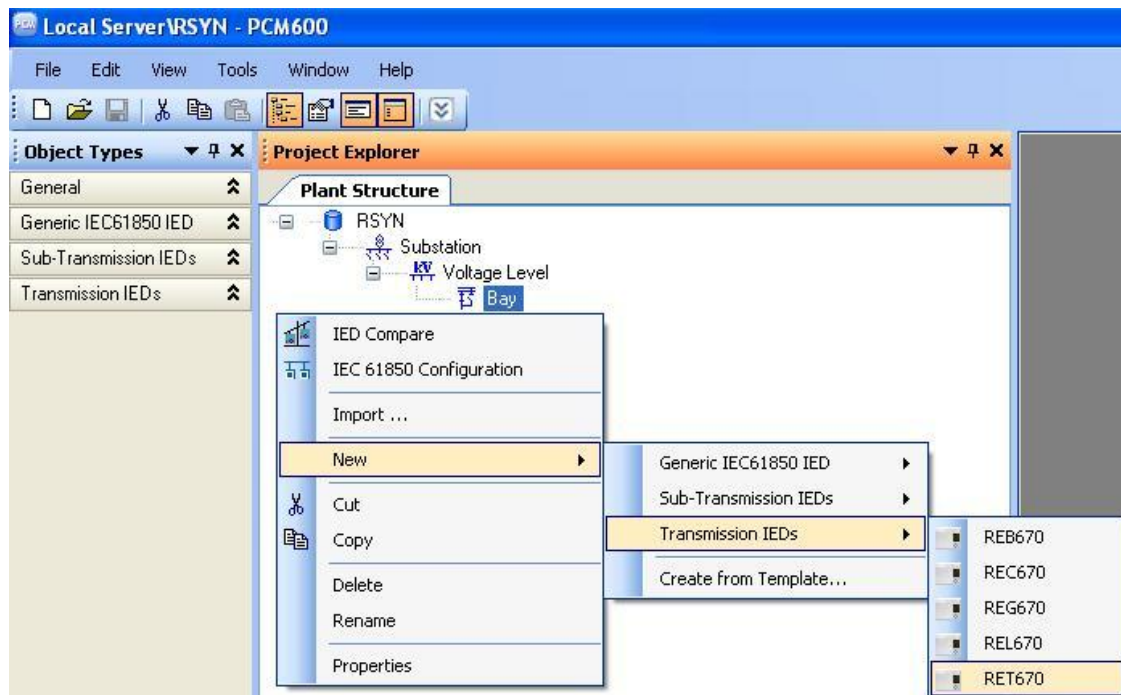 Local Server\RSYN - PCM600
File Edit View Tools Window Help
Object Types
General
Generic IEC61850 IED
Sub-Transmission IEDs
Transmission IEDs
Project Explorer
Plant Structure
RSYN
Substation
KV Voltage Level
Bay
IED Compare
IEC 61850 Configuration
Import ...
New
Cut
Copy
Delete
Rename
Properties
Generic IEC61850 IED
Sub-Transmission IEDs
Transmission IEDs
Create from Template...
REB670
REC670
REG670
REL670
RET670